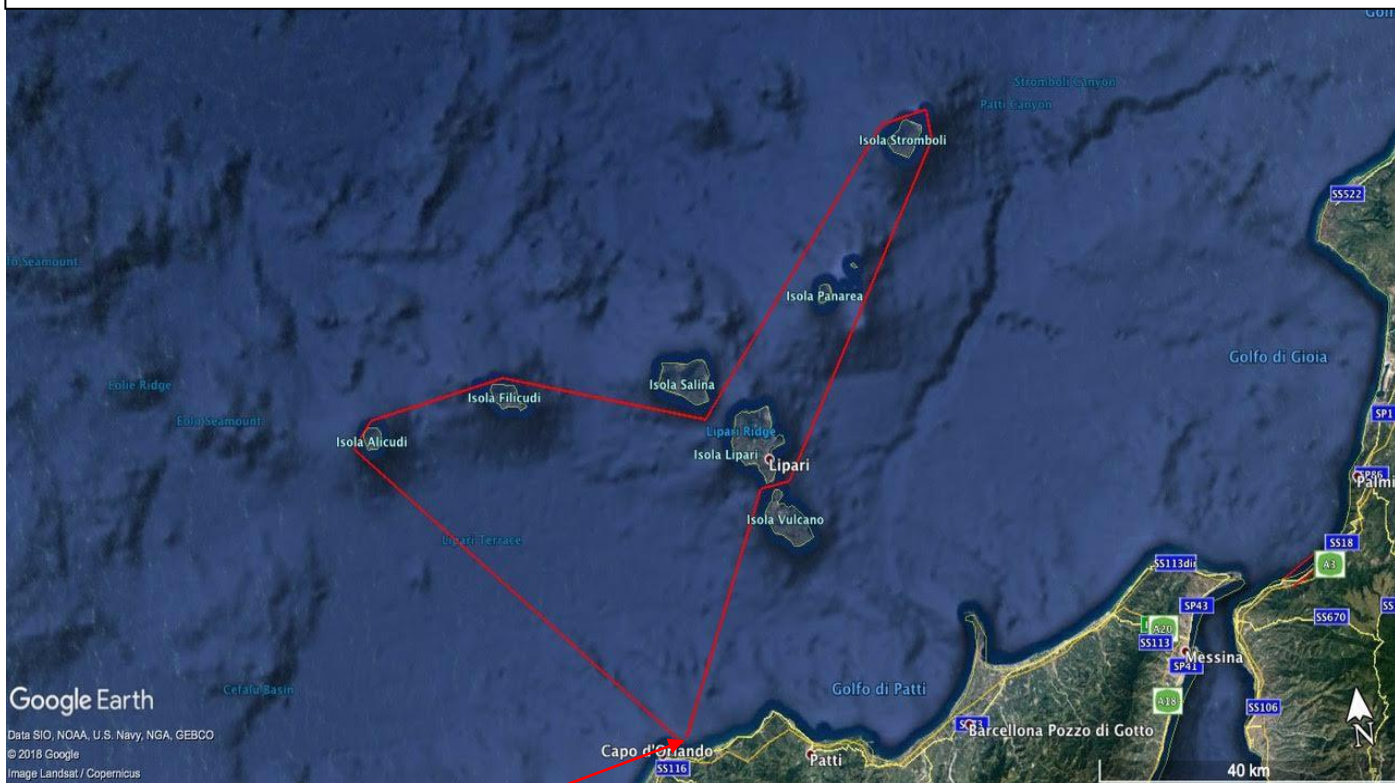 Stromboli Canyon
Patti Canyon
Isola Stromboli
SS522
Isola Panarea
Golfo di Gioia
Eolie Ridge
Isola Salina
Isola Filicudi
Eolo Seamount
SP1
Lipari Ridge
Isola Alicudi
Isola Lipari
Lipari
SP86
Palmi
Isola Vulcano
Lipari Terrace
SS18
SS113dir
A3
SP43
SS670
A20
SS113
Messina
SP41
Golfo di Patti
Cefalu Basin
A18
SS106
Google Earth
Barcellona Pozzo di Gotto
Data SIO, NOAA, U.S. Navy, NGA, GEBCO
Capo d'Orlando
© 2018 Google
Patti
SS116
Image Landsat / Copernicus
40 km
N